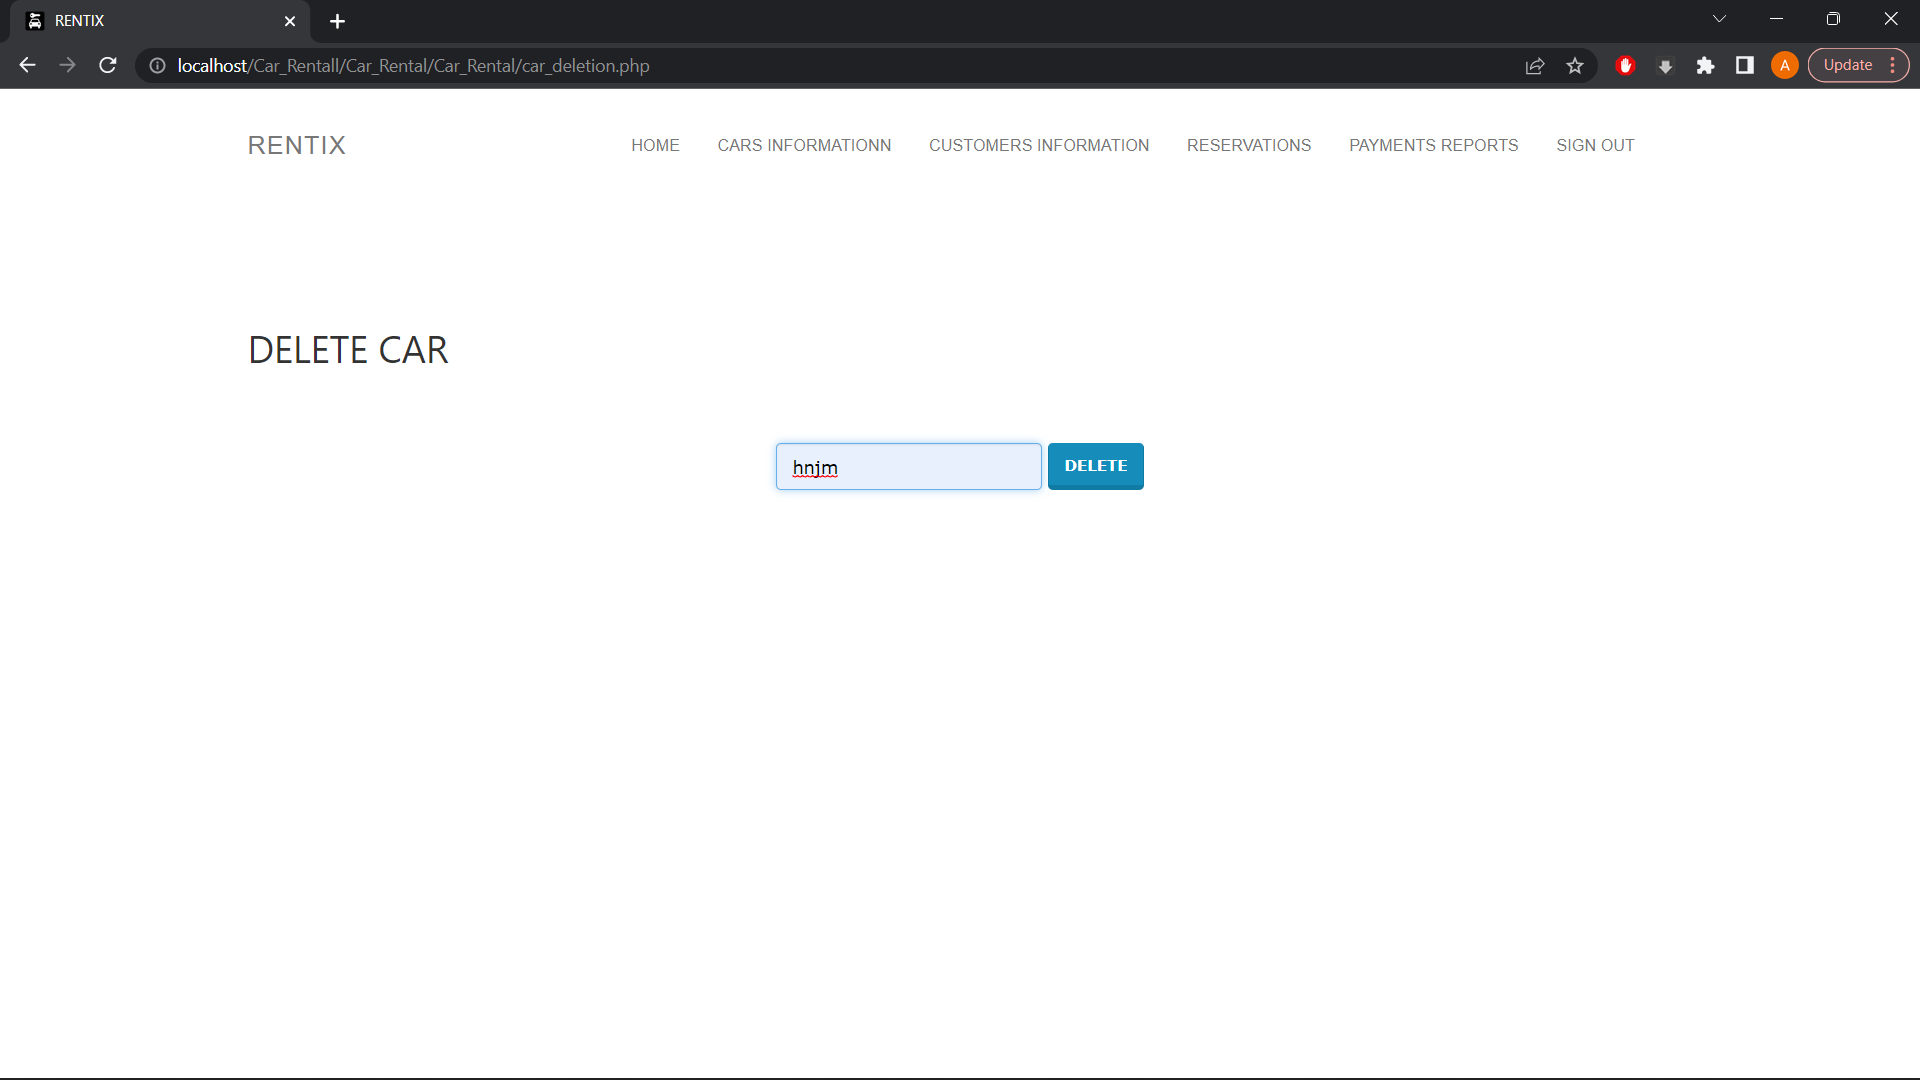 RENTIX
localhost/Car_Rentall/Car_Rental/Car_Rental/car_deletion.php
A
Update
RENTIX
HOME CARS INFORMATIONN CUSTOMERS INFORMATION RESERVATIONS PAYMENTS REPORTS SIGN OUT
DELETE CAR
hnjm
DELETE